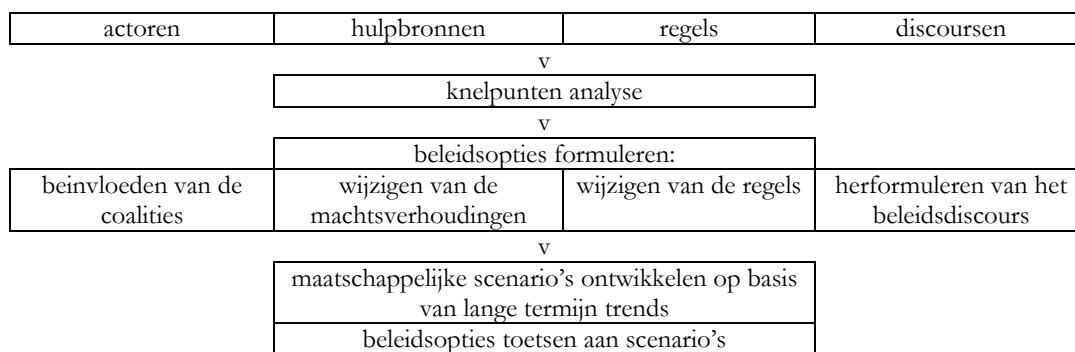 actoren hulpbronnen regels discoursen
v
knelpunten analyse
v
beleidsopties formuleren:
beinvloeden van de wijzigen van de wijzigen van de regels herformuleren van het
coalities machtsverhoudingen beleidsdiscours
v
maatschappelijke scenario’s ontwikkelen op basis
van lange termijn trends
beleidsopties toetsen aan scenario’s